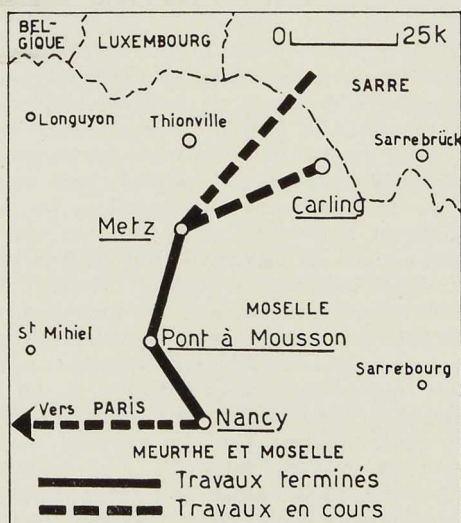 BEL-
GIQUE
LUXEMBOURG
0 25k
SARRE
Longuyon
Thionville
Sarrebrück
Carling
Metz
MOSELLE
St Mihiel
Pont à Mousson
Sarrebourg
Vers PARIS
Nancy
MEURTHE ET MOSELLE
Travaux terminés
Travaux en cours